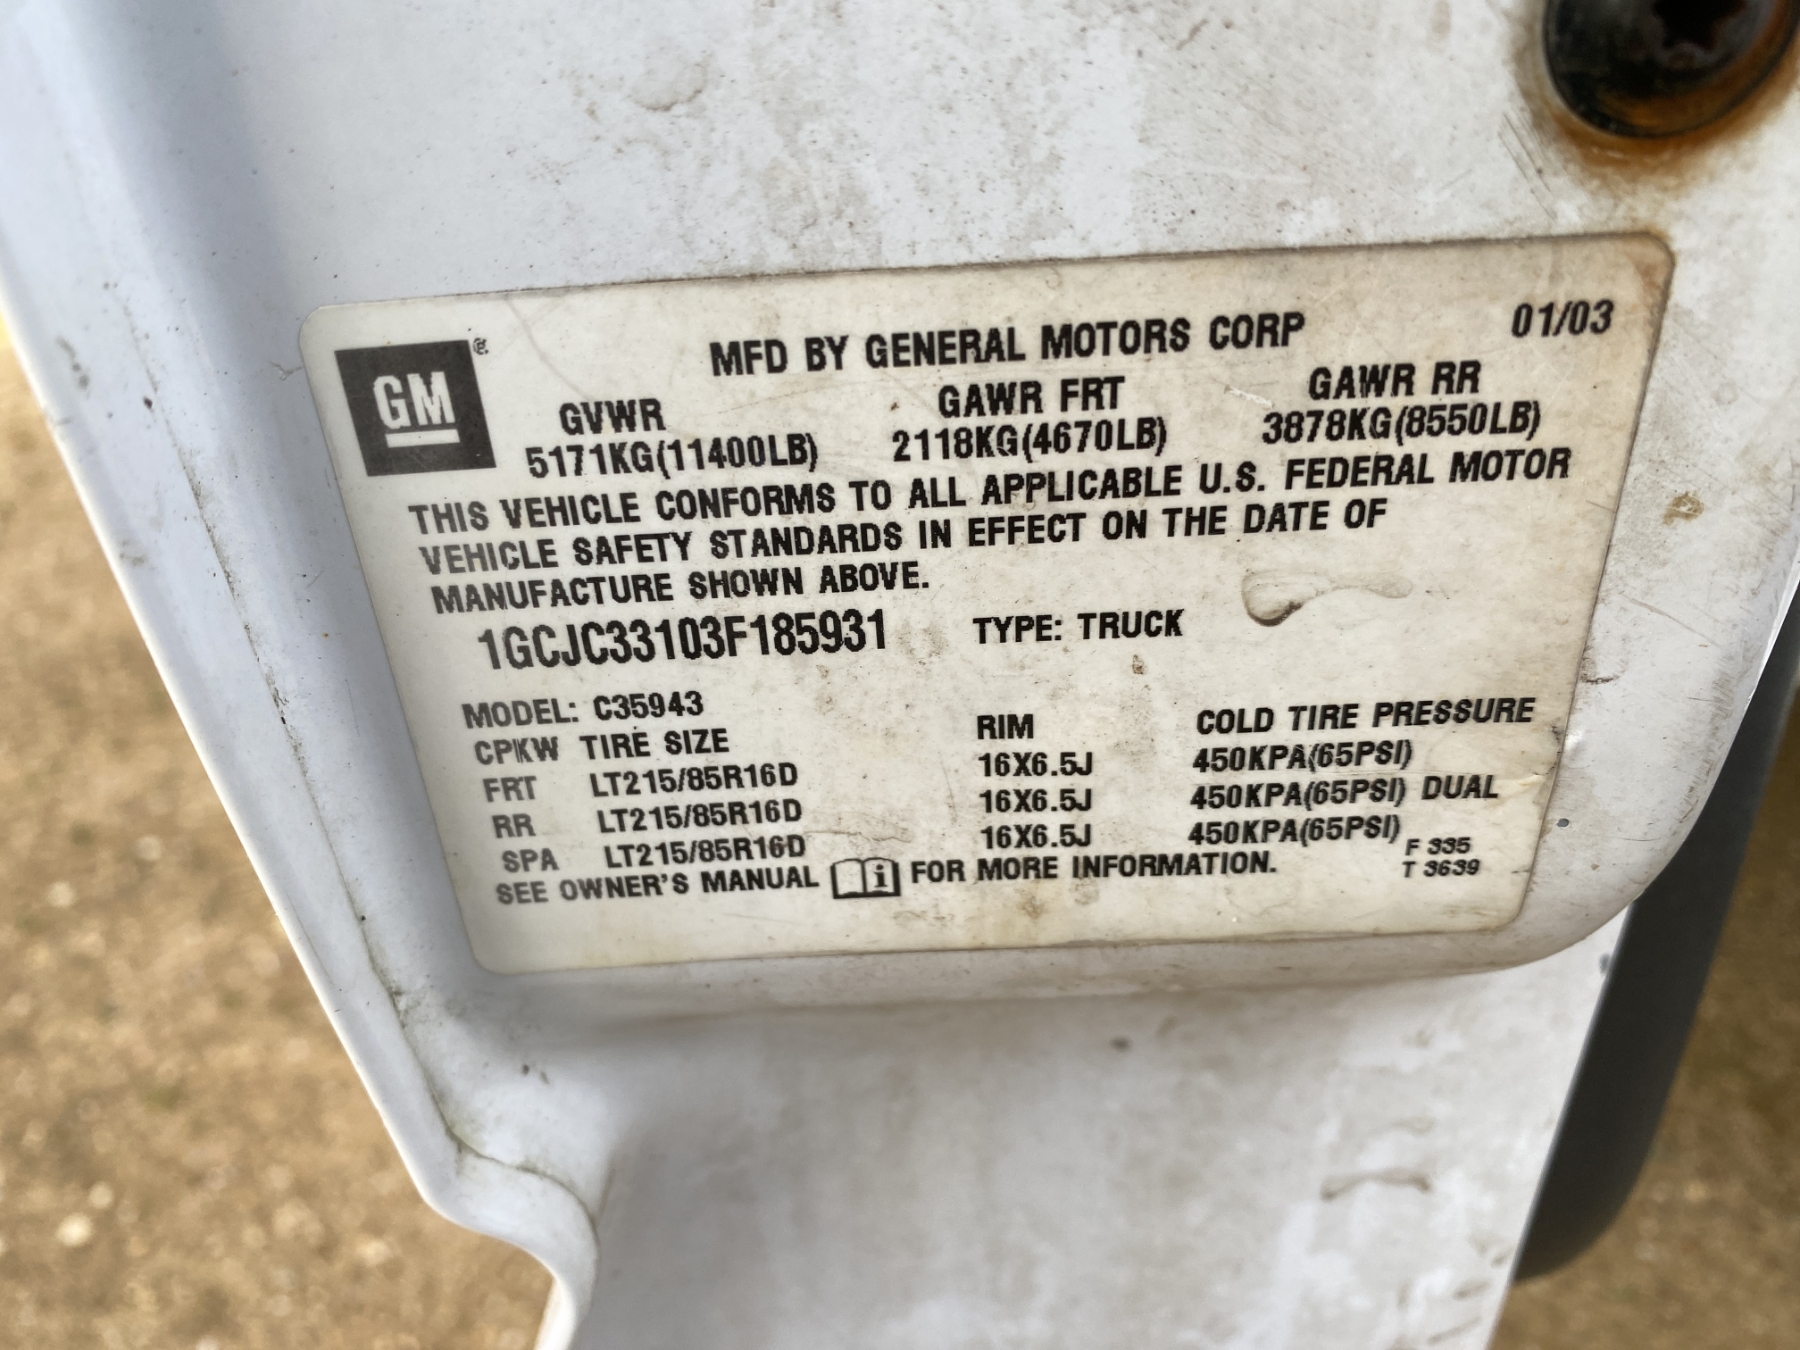 GM
MFD BY GENERAL MOTORS CORP 01/03
GVWR GAWR FRT GAWR RR
5171KG(11400LB) 2118KG(4670LB) 3878KG(8550LB)
THIS VEHICLE CONFORMS TO ALL APPLICABLE U.S. FEDERAL MOTOR
VEHICLE SAFETY STANDARDS IN EFFECT ON THE DATE OF
MANUFACTURE SHOWN ABOVE.
1GCJC33103F185931 TYPE: TRUCK
MODEL: C35943
CPKW TIRE SIZE RIM COLD TIRE PRESSURE
FRT LT215/85R16D 16X6.5J 450KPA(65PSI)
RR LT215/85R16D 16X6.5J 450KPA(65PSI) DUAL
SPA LT215/85R16D 16X6.5J 450KPA(65PSI) F 335
SEE OWNER'S MANUAL i FOR MORE INFORMATION. T 3639